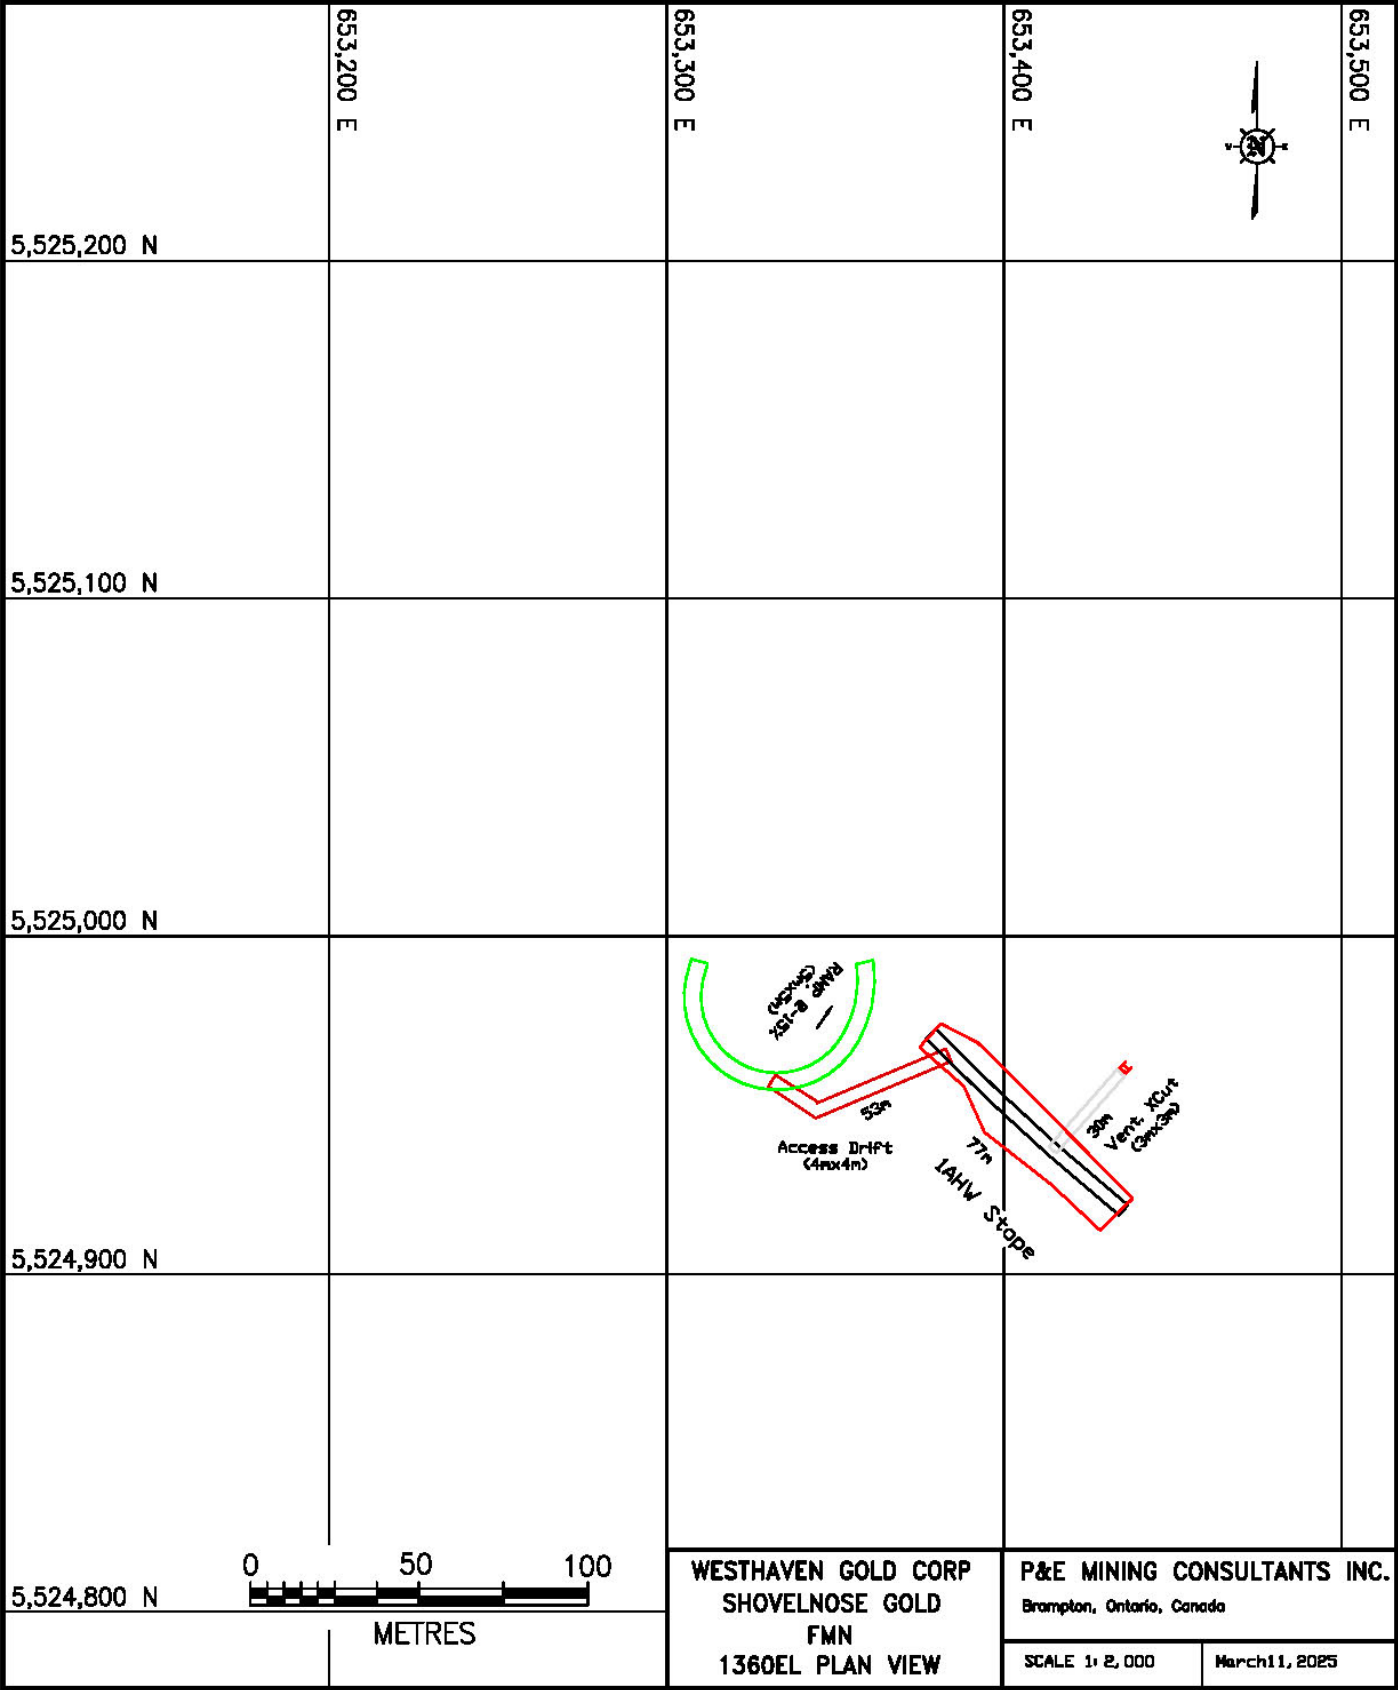 653,200 E
653,300 E
653,400 E
653,500 E
N
W
E
5,525,200 N
5,525,100 N
5,525,000 N
RAMP, @-15%
(5mx5m)
53m
Access Drift
(4mx4m)
77m
1AHW Stope
30m
Vent. XCut
(3mx3m)
5,524,900 N
5,524,800 N
0 50 100
METRES
WESTHAVEN GOLD CORP
SHOVELNOSE GOLD
FMN
1360EL PLAN VIEW
P&E MINING CONSULTANTS INC.
Brampton, Ontario, Canada
SCALE 1: 2,000
March11, 2025